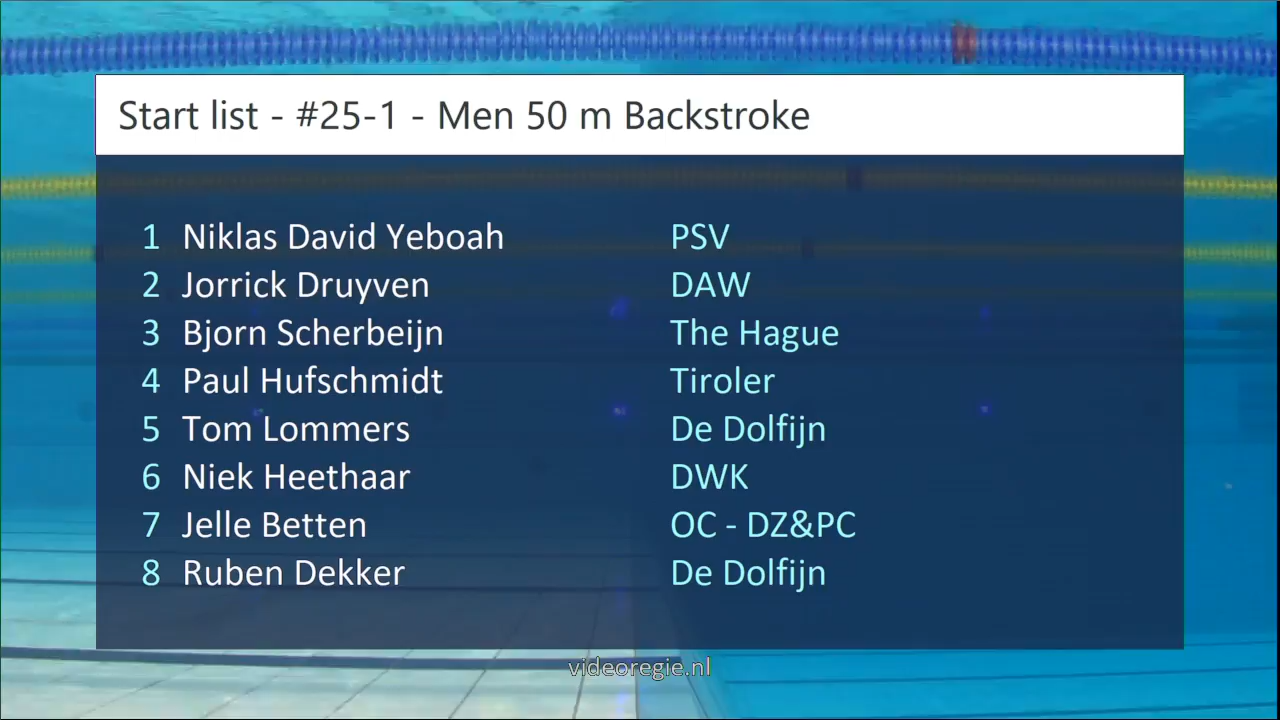 Start list - #25-1 - Men 50 m Backstroke
1 Niklas David Yeboah PSV
2 Jorrick Druyven DAW
3 Bjorn Scherbeijn The Hague
4 Paul Hufschmidt Tiroler
5 Tom Lommers De Dolfijn
6 Niek Heethaar DWK
7 Jelle Betten OC - DZ&PC
8 Ruben Dekker De Dolfijn
videoregie.nl